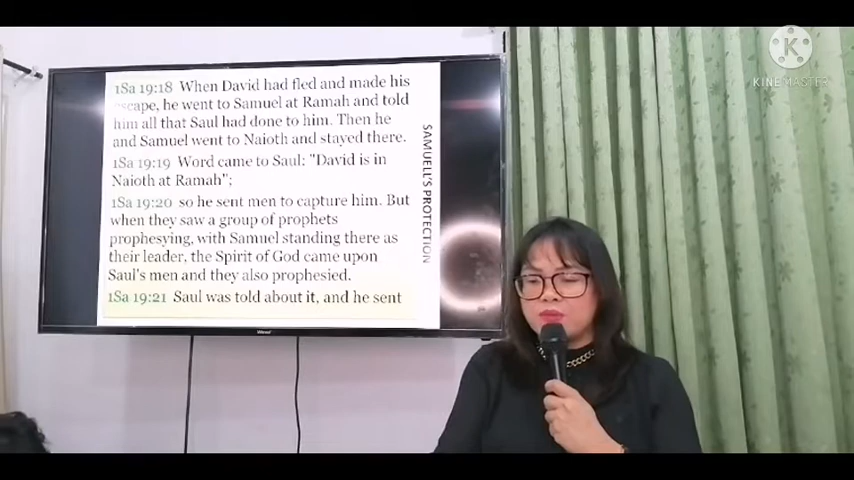 1Sa 19:18 When David had fled and made his
escape, he went to Samuel at Ramah and told
him all that Saul had done to him. Then he
and Samuel went to Naioth and stayed there.
1Sa 19:19 Word came to Saul: "David is in
Naioth at Ramah";
1Sa 19:20 so he sent men to capture him. But
when they saw a group of prophets
prophesying, with Samuel standing there as
their leader, the Spirit of God came upon
Saul's men and they also prophesied.
1Sa 19:21 Saul was told about it, and he sent
SAMUELL'S PROTECTION
K
KINEMASTER